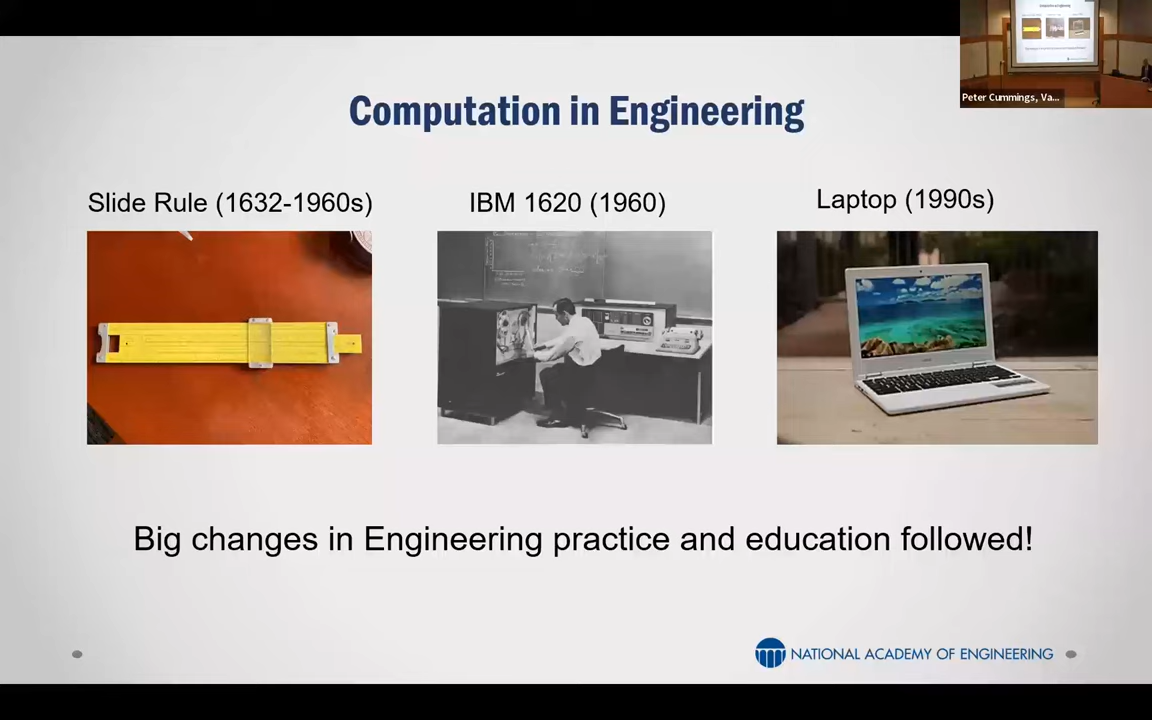 Computation in Engineering
Peter Cummings, Va...
Slide Rule (1632-1960s)
IBM 1620 (1960)
Laptop (1990s)
Big changes in Engineering practice and education followed!
NATIONAL ACADEMY OF ENGINEERING